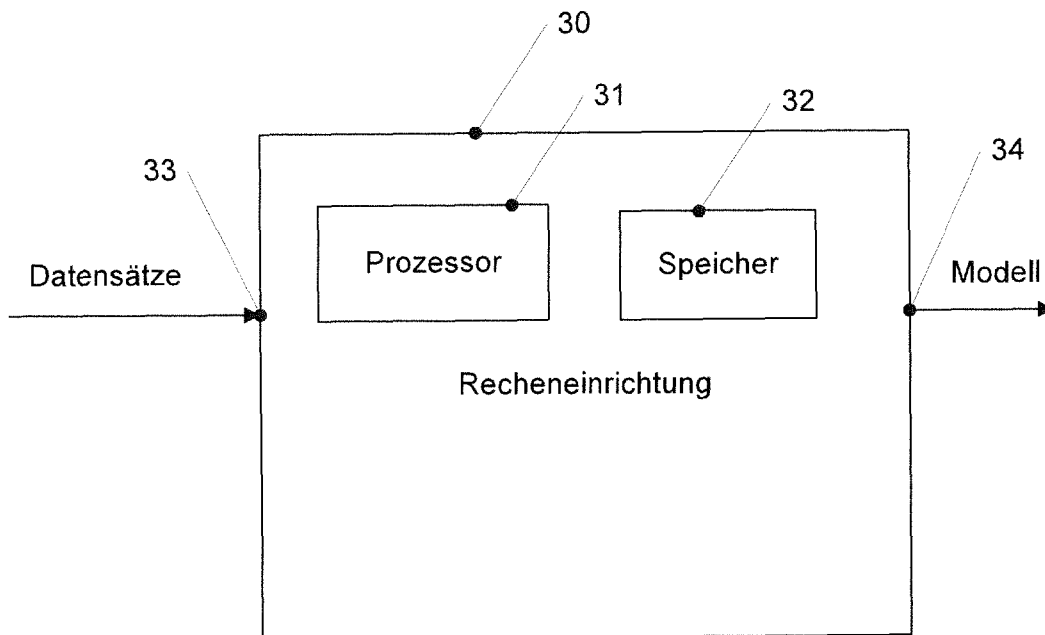 30
31
32
33
34
Datensätze
Prozessor
Speicher
Modell
Recheneinrichtung